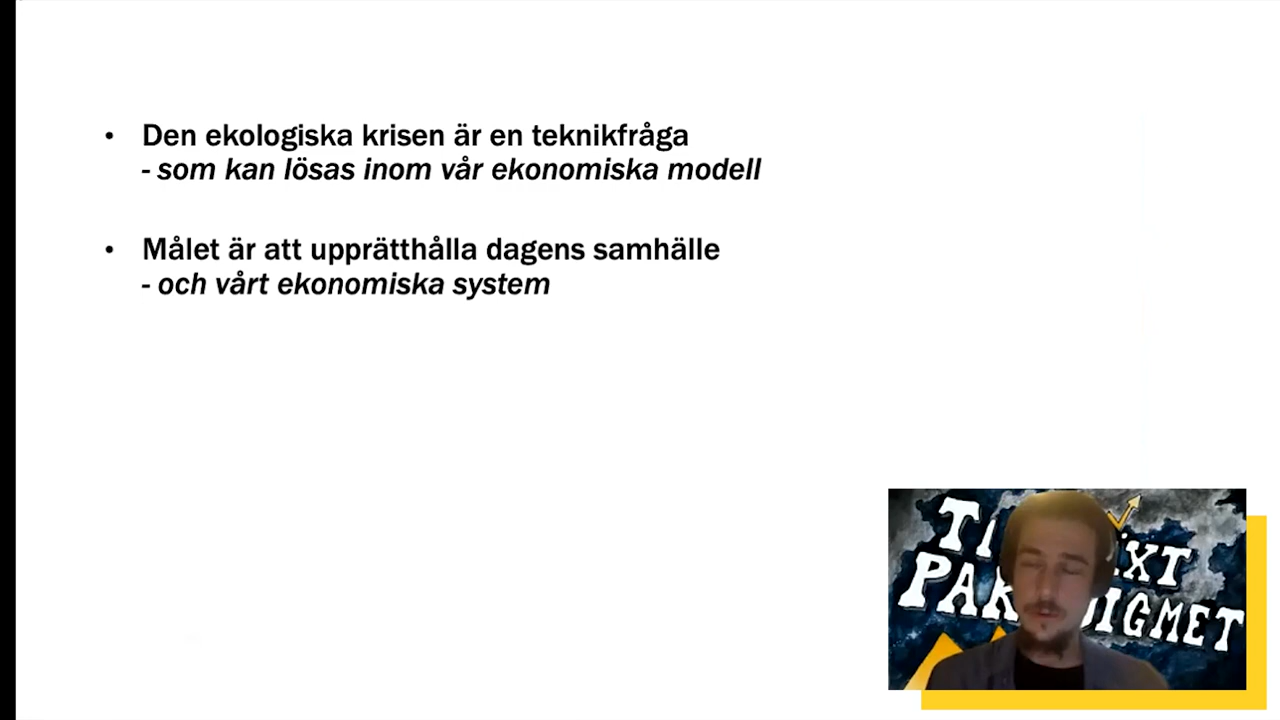 • Den ekologiska krisen är en teknikfråga
- som kan lösas inom vår ekonomiska modell
• Målet är att upprätthålla dagens samhälle
- och vårt ekonomiska system